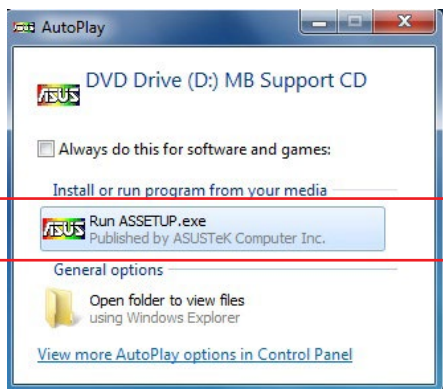 AutoPlay
DVD Drive (D:) MB Support CD
ASUS
Always do this for software and games:
Install or run program from your media
ASUS
Run ASSETUP.exe
Published by ASUSTeK Computer Inc.
General options
Open folder to view files
using Windows Explorer
View more AutoPlay options in Control Panel